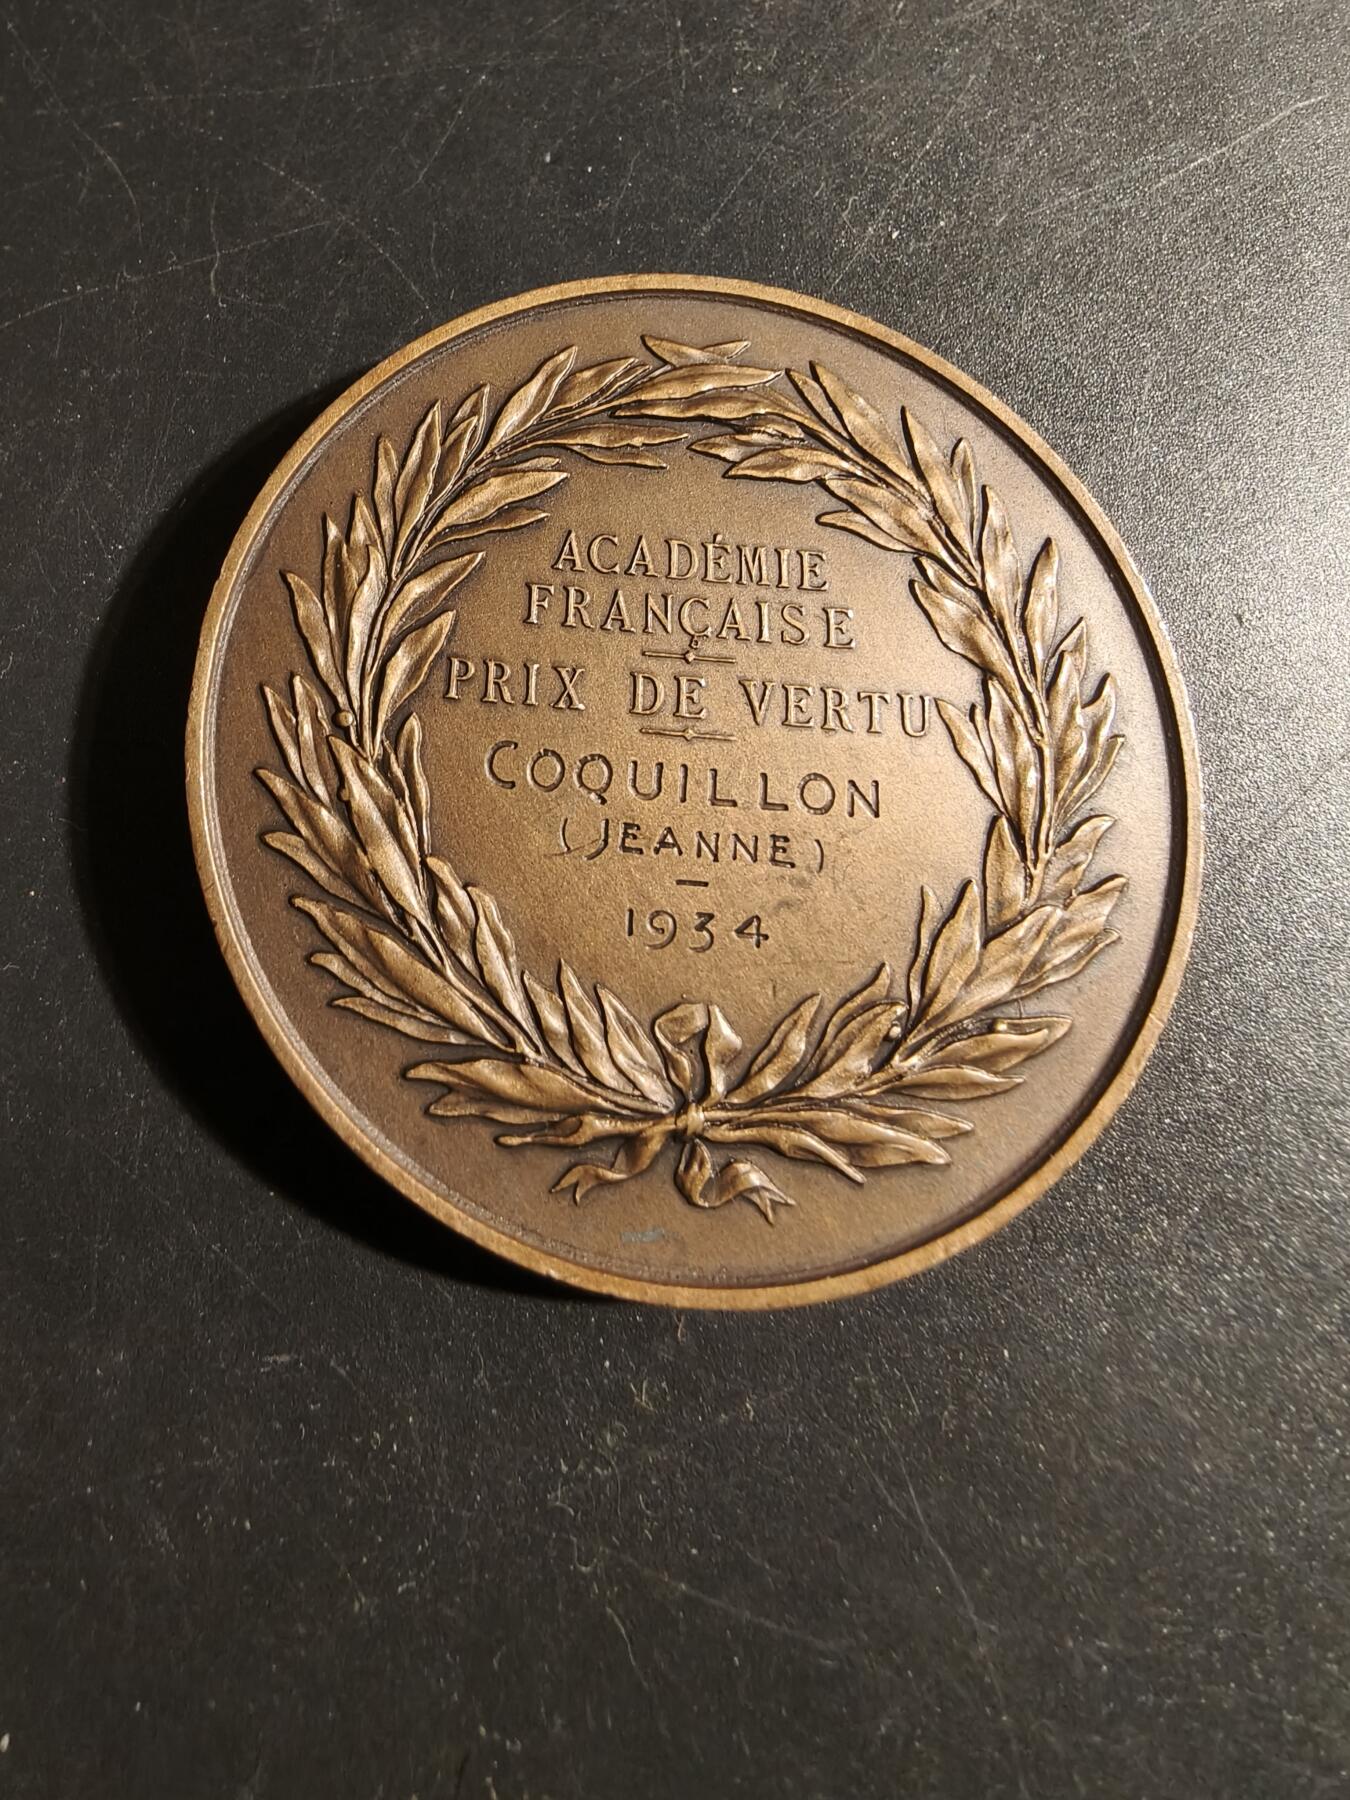 ACADÉMIE
FRANÇAISE
PRIX DE VERTU
COQUILLON
(JEANNE)
1934